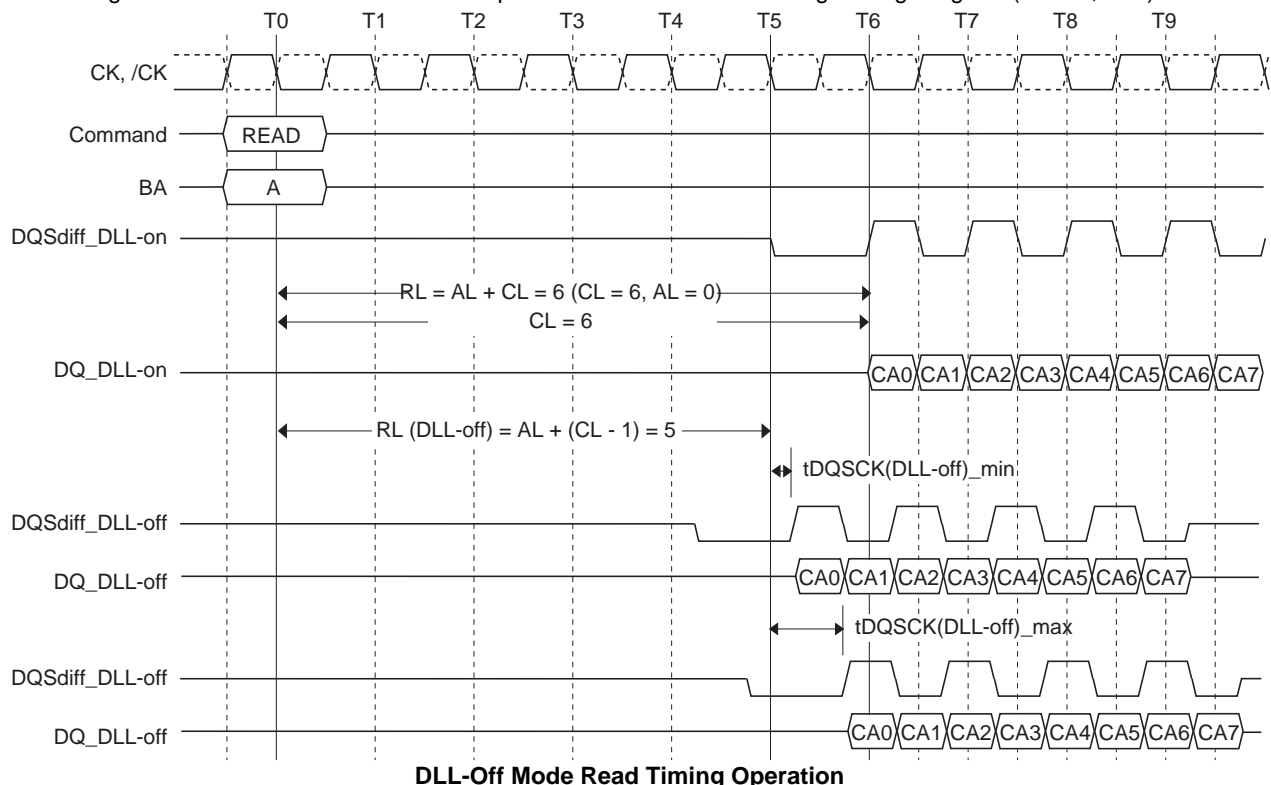 T0 T1 T2 T3 T4 T5 T6 T7 T8 T9
CK, /CK
Command READ
BA A
DQSdiff_DLL-on
RL = AL + CL = 6 (CL = 6, AL = 0)
CL = 6
DQ_DLL-on CA0 CA1 CA2 CA3 CA4 CA5 CA6 CA7
RL (DLL-off) = AL + (CL - 1) = 5
tDQSCK(DLL-off)_min
DQSdiff_DLL-off
DQ_DLL-off CA0 CA1 CA2 CA3 CA4 CA5 CA6 CA7
tDQSCK(DLL-off)_max
DQSdiff_DLL-off
DQ_DLL-off CA0 CA1 CA2 CA3 CA4 CA5 CA6 CA7
DLL-Off Mode Read Timing Operation